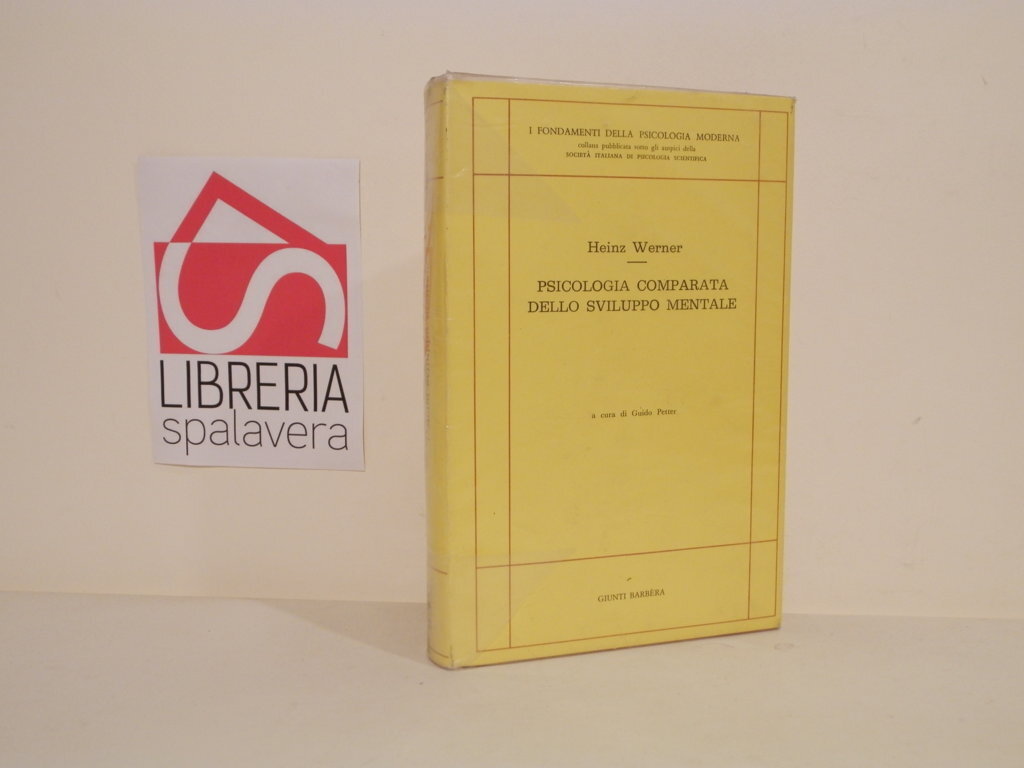 LIBRERIA
spalavera
I FONDAMENTI DELLA PSICOLOGIA MODERNA
collana pubblicata sotto gli auspici della
SOCIETÀ ITALIANA DI PSICOLOGIA SCIENTIFICA
Heinz Werner
PSICOLOGIA COMPARATA
DELLO SVILUPPO MENTALE
a cura di Guido Petter
GIUNTI BARBÈRA